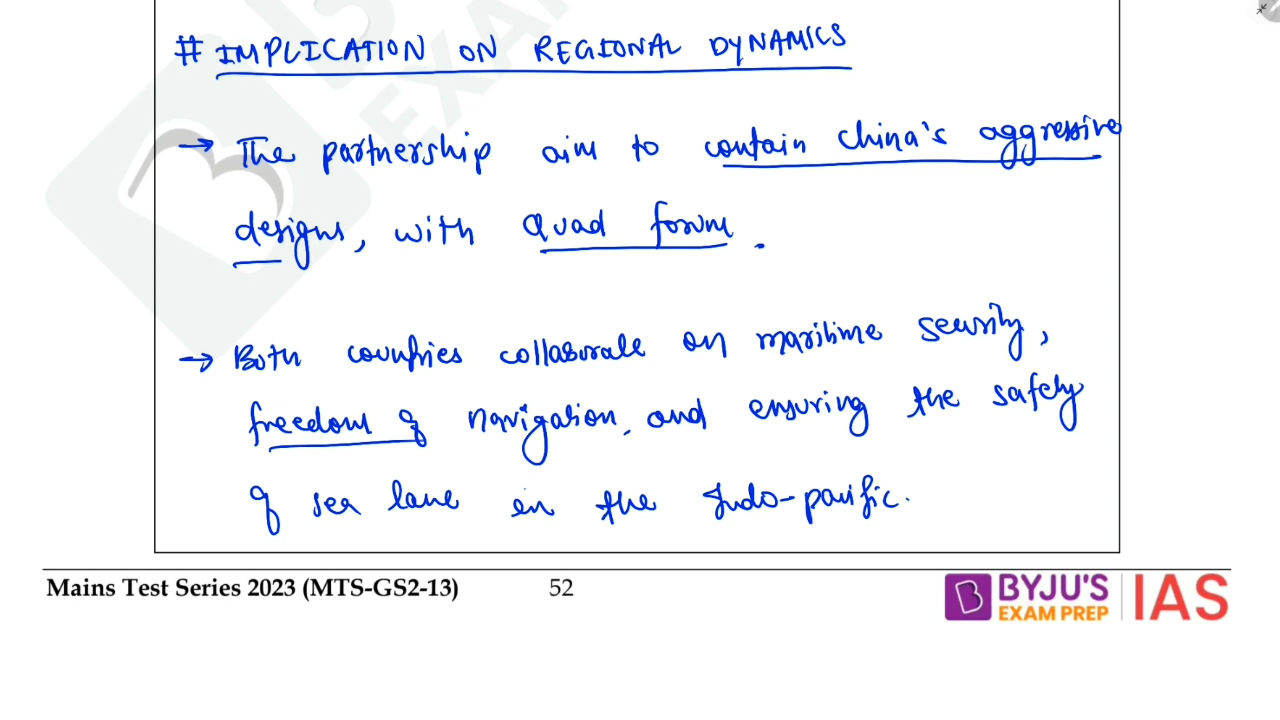 # IMPLICATION ON REGIONAL DYNAMICS
→ The partnership aim to contain China's aggressive
designs, with Quad forum.
→ Both countries collaborate on maritime security,
freedom of navigation, and ensuring the safety
of sea lane in the Indo-pacific.
Mains Test Series 2023 (MTS-GS2-13) 52
BYJU'S IAS
EXAM PREP